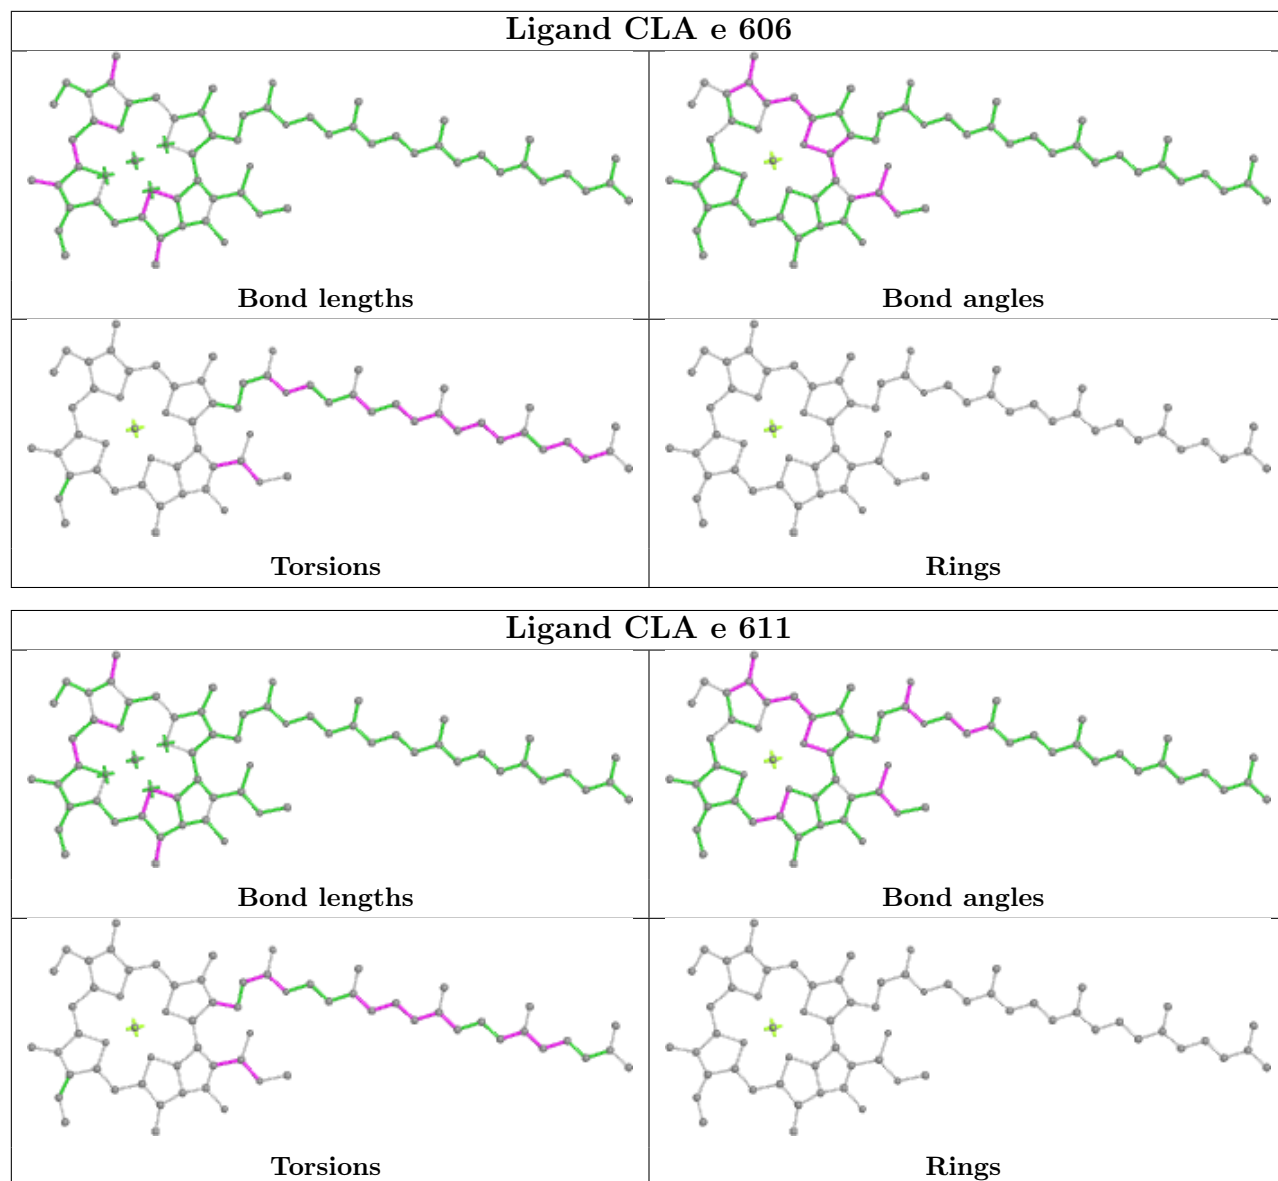 Ligand CLA e 606
Bond lengths
Bond angles
Torsions
Rings
Ligand CLA e 611
Bond lengths
Bond angles
Torsions
Rings